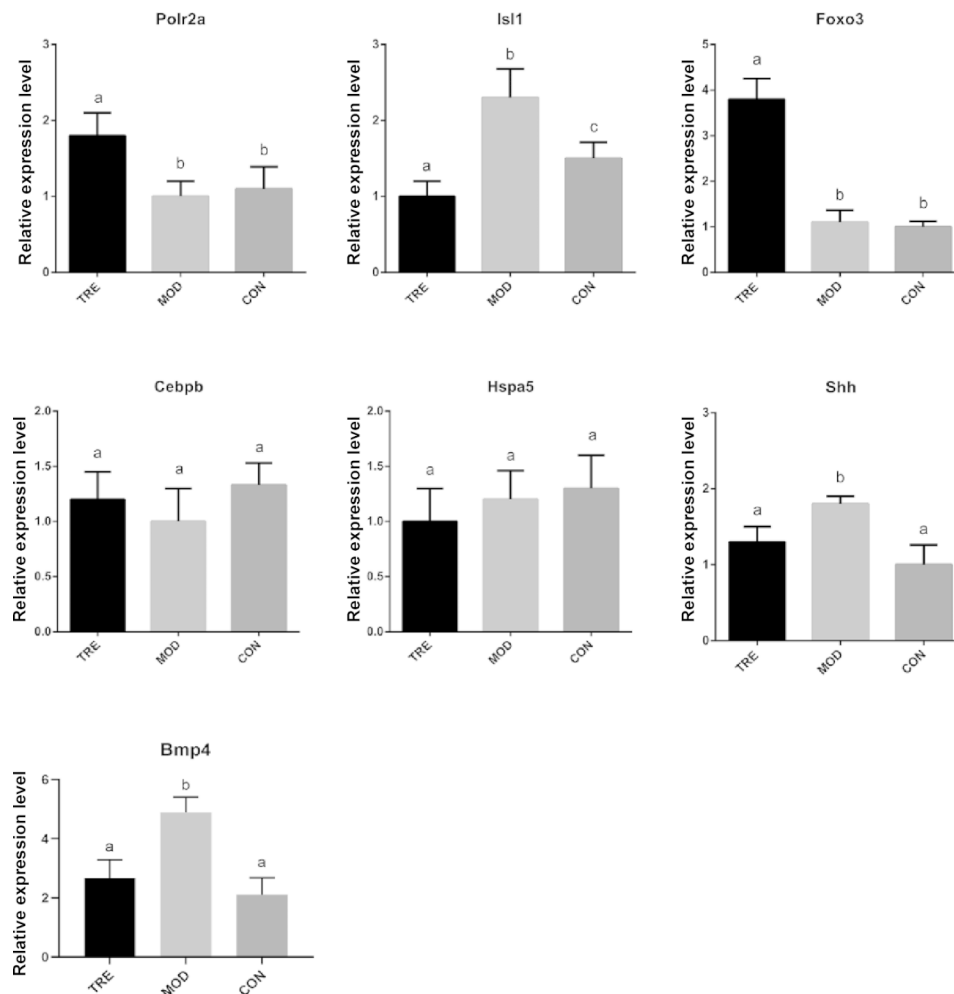 Polr2a
Relative expression level
3
2
1
0
a
b
b
TRE
MOD
CON
Isl1
Relative expression level
3
2
1
0
a
b
c
TRE
MOD
CON
Foxo3
Relative expression level
5
4
3
2
1
0
a
b
b
TRE
MOD
CON
Cebpb
Relative expression level
2.0
1.5
1.0
0.5
0.0
a
a
a
TRE
MOD
CON
Hspa5
Relative expression level
2.0
1.5
1.0
0.5
0.0
a
a
a
TRE
MOD
CON
Shh
Relative expression level
3
2
1
0
a
b
a
TRE
MOD
CON
Bmp4
Relative expression level
6
4
2
0
a
b
a
TRE
MOD
CON